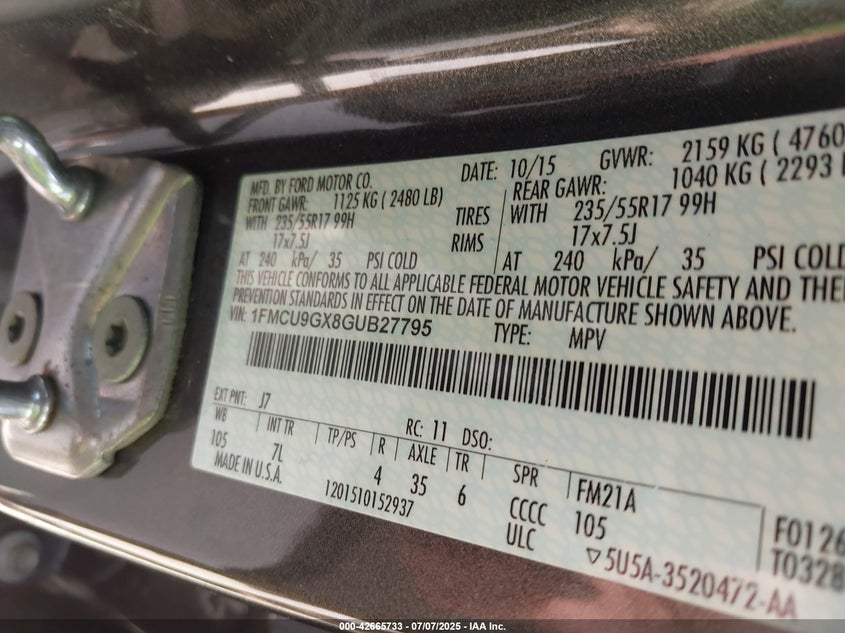 MFD. BY FORD MOTOR CO. DATE: 10/15 GVWR: 2159 KG ( 4760
FRONT GAWR: 1125 KG ( 2480 LB) REAR GAWR: 1040 KG ( 2293
WITH 235/55R17 99H TIRES WITH 235/55R17 99H
17x7.5J RIMS 17x7.5J
AT 240 kPa/ 35 PSI COLD AT 240 kPa/ 35 PSI COLD
THIS VEHICLE CONFORMS TO ALL APPLICABLE FEDERAL MOTOR VEHICLE SAFETY AND THE
PREVENTION STANDARDS IN EFFECT ON THE DATE OF MANUFACTURE SHOWN ABOVE.
VIN: 1FMCU9GX8GUB27795 TYPE: MPV
EXT PNT: J7 RC: 11 DSO:
WB INT TR TP/PS R AXLE TR SPR FM21A
105 7L 4 35 6 CCCC 105
MADE IN U.S.A. 1201510152937 ULC ▽5U5A-3520472-AA
F0126
T0328
000-42665733 - 07/07/2025 - IAA Inc.